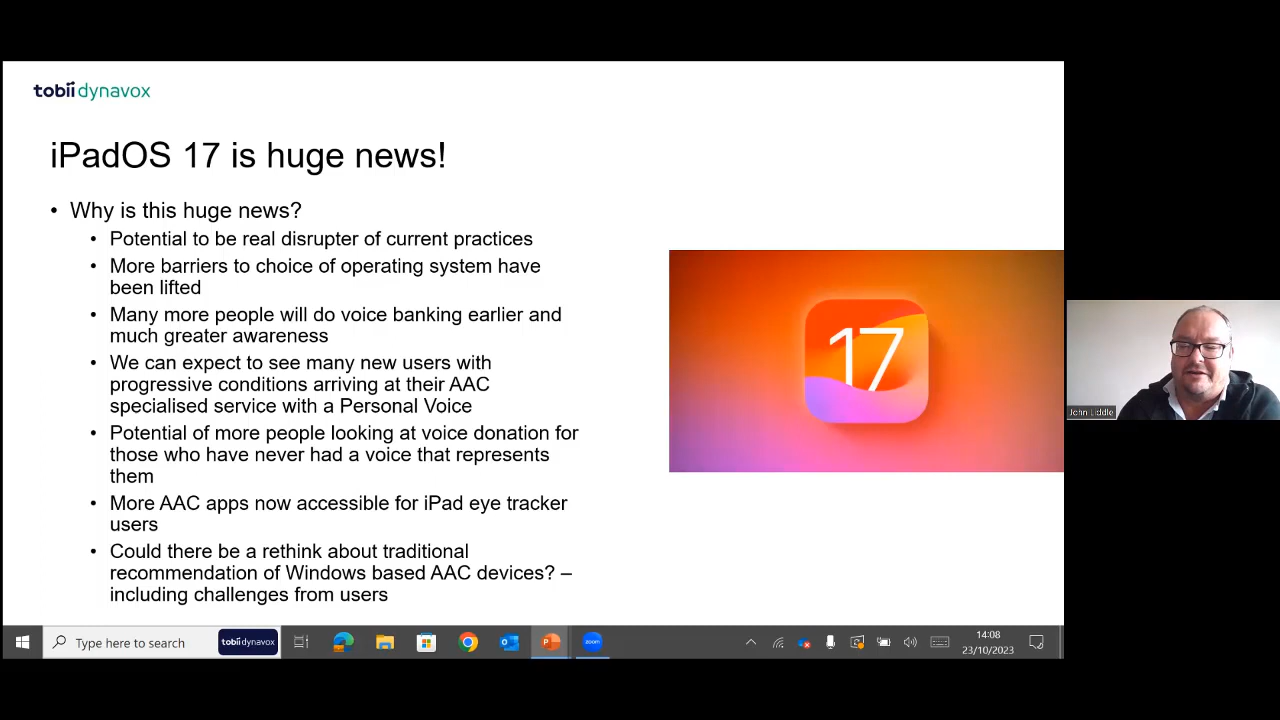 tobii dynavox
iPadOS 17 is huge news!
• Why is this huge news?
• Potential to be real disrupter of current practices
• More barriers to choice of operating system have
been lifted
• Many more people will do voice banking earlier and
much greater awareness
• We can expect to see many new users with
progressive conditions arriving at their AAC
specialised service with a Personal Voice
• Potential of more people looking at voice donation for
those who have never had a voice that represents
them
• More AAC apps now accessible for iPad eye tracker
users
• Could there be a rethink about traditional
recommendation of Windows based AAC devices? –
including challenges from users
17
John Liddle
Type here to search
tobii dynavox
zoom
14:08
23/10/2023